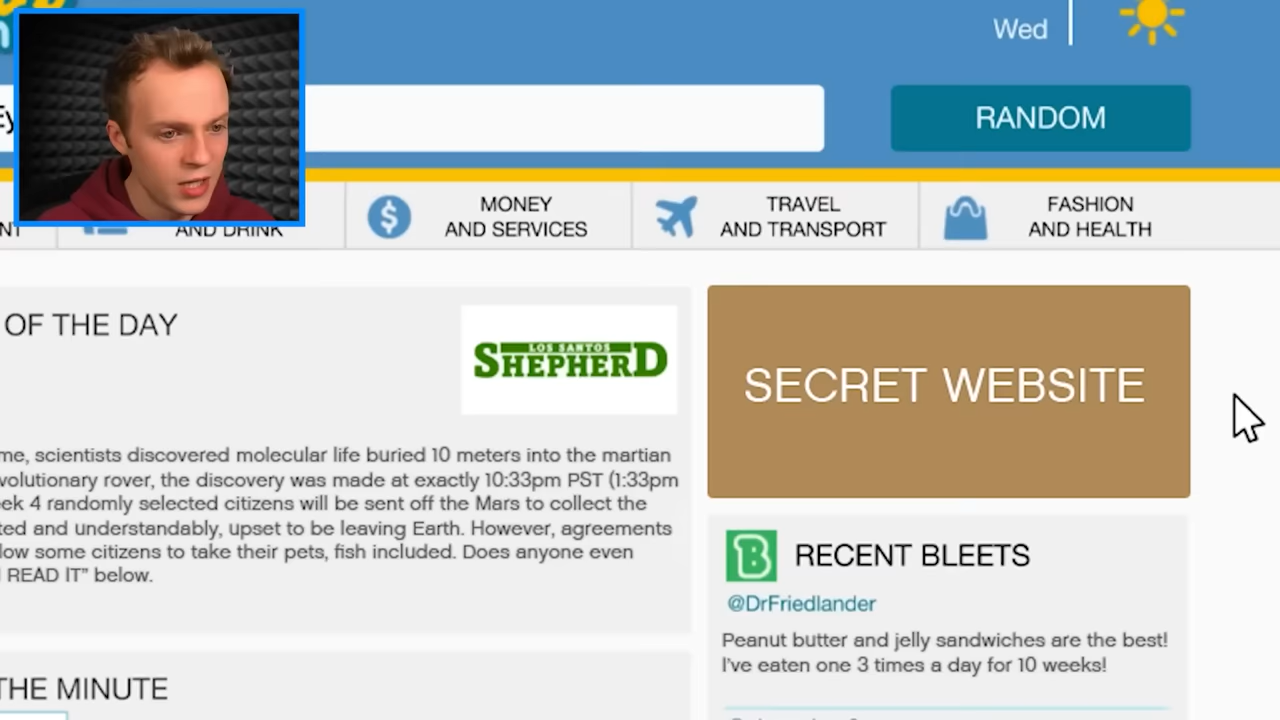 Wed
RANDOM
AND DRINK
MONEY
AND SERVICES
TRAVEL
AND TRANSPORT
FASHION
AND HEALTH
OF THE DAY
LOS SANTOS
SHEPHERD
SECRET WEBSITE
scientists discovered molecular life buried 10 meters into the martian
rover, the discovery was made at exactly 10:33pm PST (1:33pm
4 randomly selected citizens will be sent off the Mars to collect the
and understandably, upset to be leaving Earth. However, agreements
some citizens to take their pets, fish included. Does anyone even
READ IT" below.
B RECENT BLEETS
@DrFriedlander
Peanut butter and jelly sandwiches are the best!
I've eaten one 3 times a day for 10 weeks!
THE MINUTE